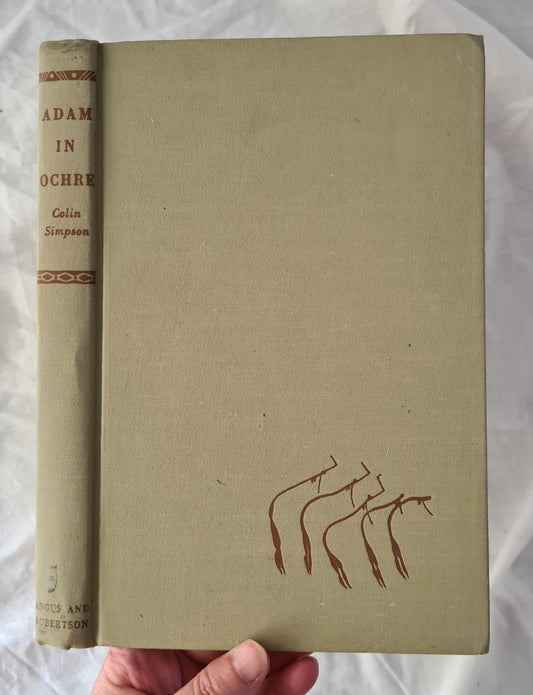 ADAM
IN
OCHRE
Colin
Simpson
ANGUS AND
ROBERTSON